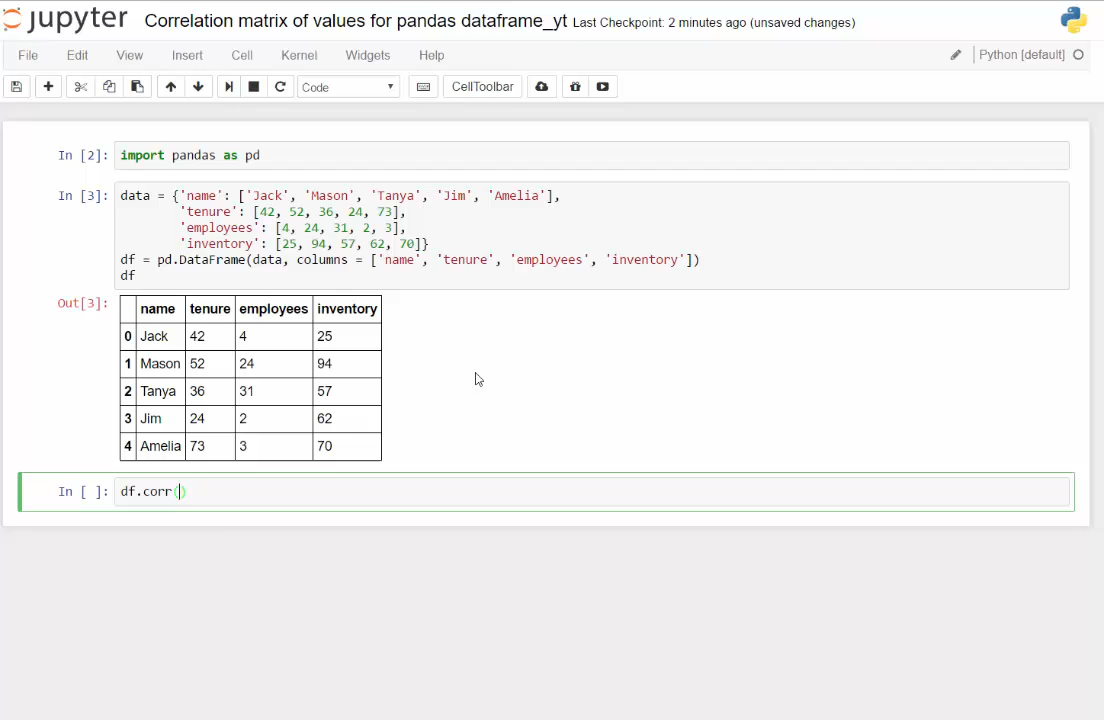 jupyter Correlation matrix of values for pandas dataframe_yt Last Checkpoint: 2 minutes ago (unsaved changes)
File Edit View Insert Cell Kernel Widgets Help Python [default]
Code CellToolbar
In [2]: import pandas as pd
In [3]: data = {'name': ['Jack', 'Mason', 'Tanya', 'Jim', 'Amelia'],
'tenure': [42, 52, 36, 24, 73],
'employees': [4, 24, 31, 2, 3],
'inventory': [25, 94, 57, 62, 70]}
df = pd.DataFrame(data, columns = ['name', 'tenure', 'employees', 'inventory'])
df
Out[3]:
name tenure employees inventory
0 Jack 42 4 25
1 Mason 52 24 94
2 Tanya 36 31 57
3 Jim 24 2 62
4 Amelia 73 3 70
In [ ]: df.corr()